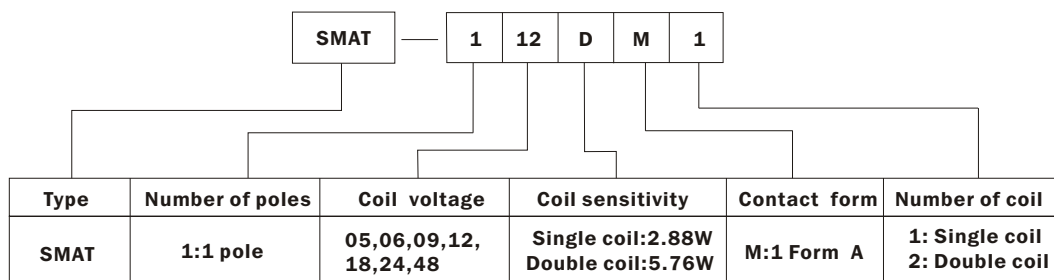 SMAT — 1 12 D M 1
Type Number of poles Coil voltage Coil sensitivity Contact form Number of coil
SMAT 1:1 pole 05,06,09,12, Single coil:2.88W M:1 Form A 1: Single coil
18,24,48 Double coil:5.76W 2: Double coil